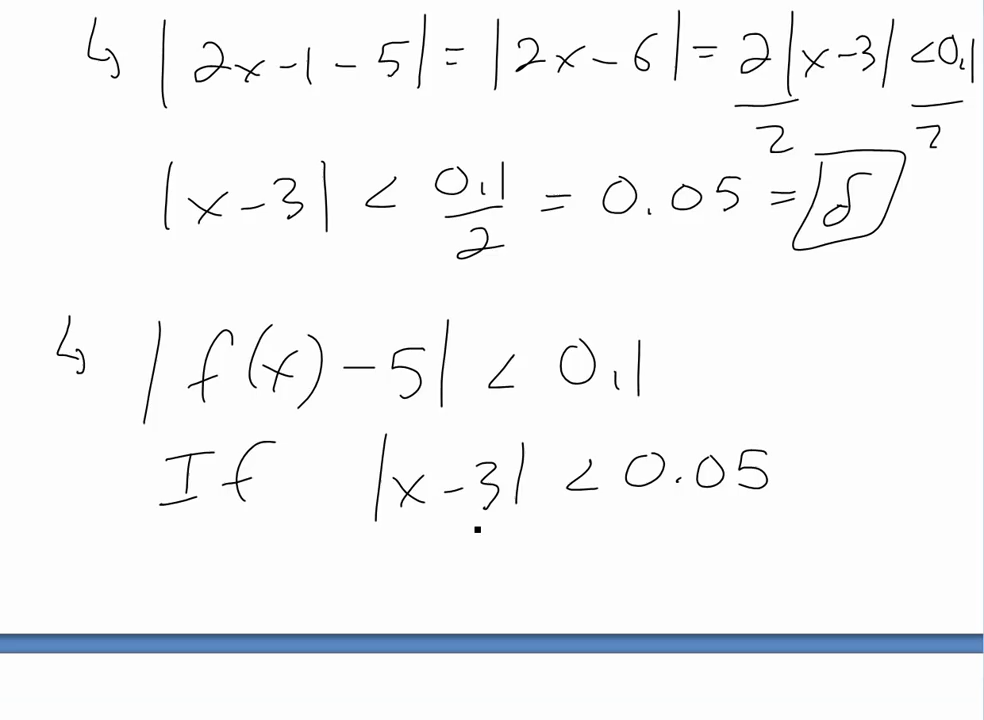 ↳ |2x-1-5| = |2x-6| = 2|x-3|/2 < 0.1/2
|x-3| < 0.1/2 = 0.05 = δ
↳ |f(x)-5| < 0.1
If |x-3| < 0.05